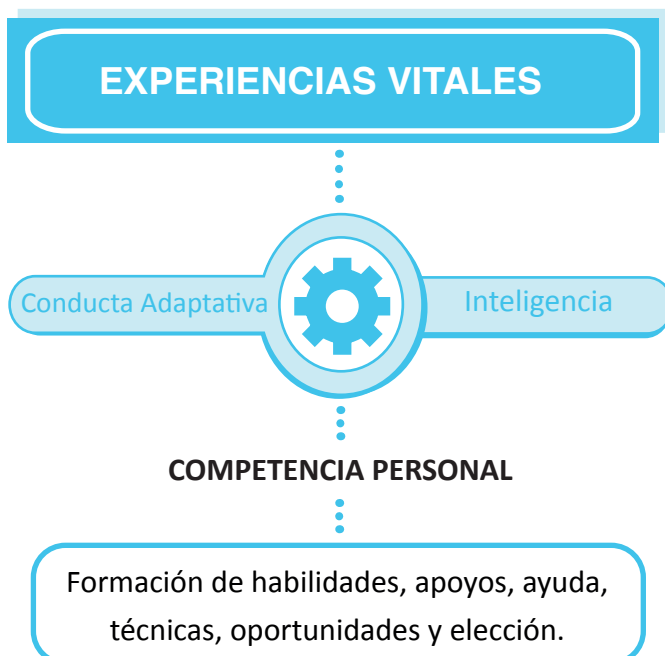 EXPERIENCIAS VITALES
Conducta Adaptativa
Inteligencia
COMPETENCIA PERSONAL
Formación de habilidades, apoyos, ayuda,
técnicas, oportunidades y elección.